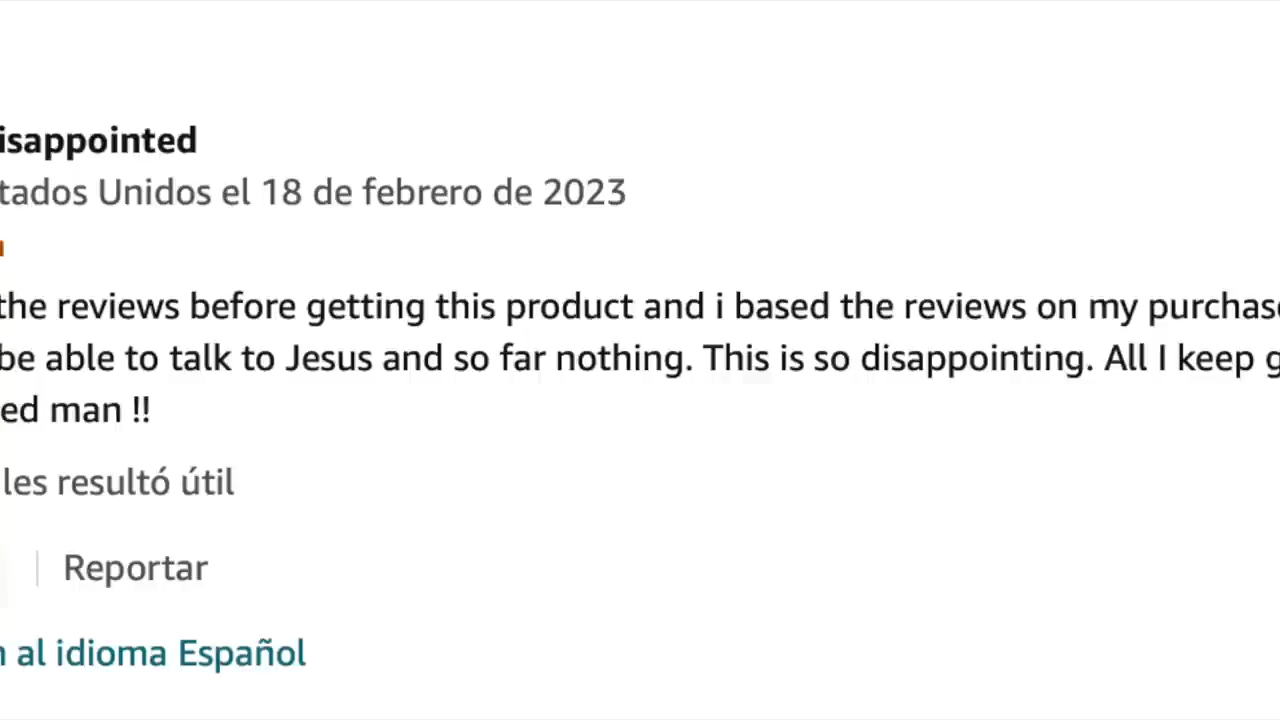 isappointed
tados Unidos el 18 de febrero de 2023
the reviews before getting this product and i based the reviews on my purchase
be able to talk to Jesus and so far nothing. This is so disappointing. All I keep g
ed man !!
les resultó útil
Reportar
n al idioma Español